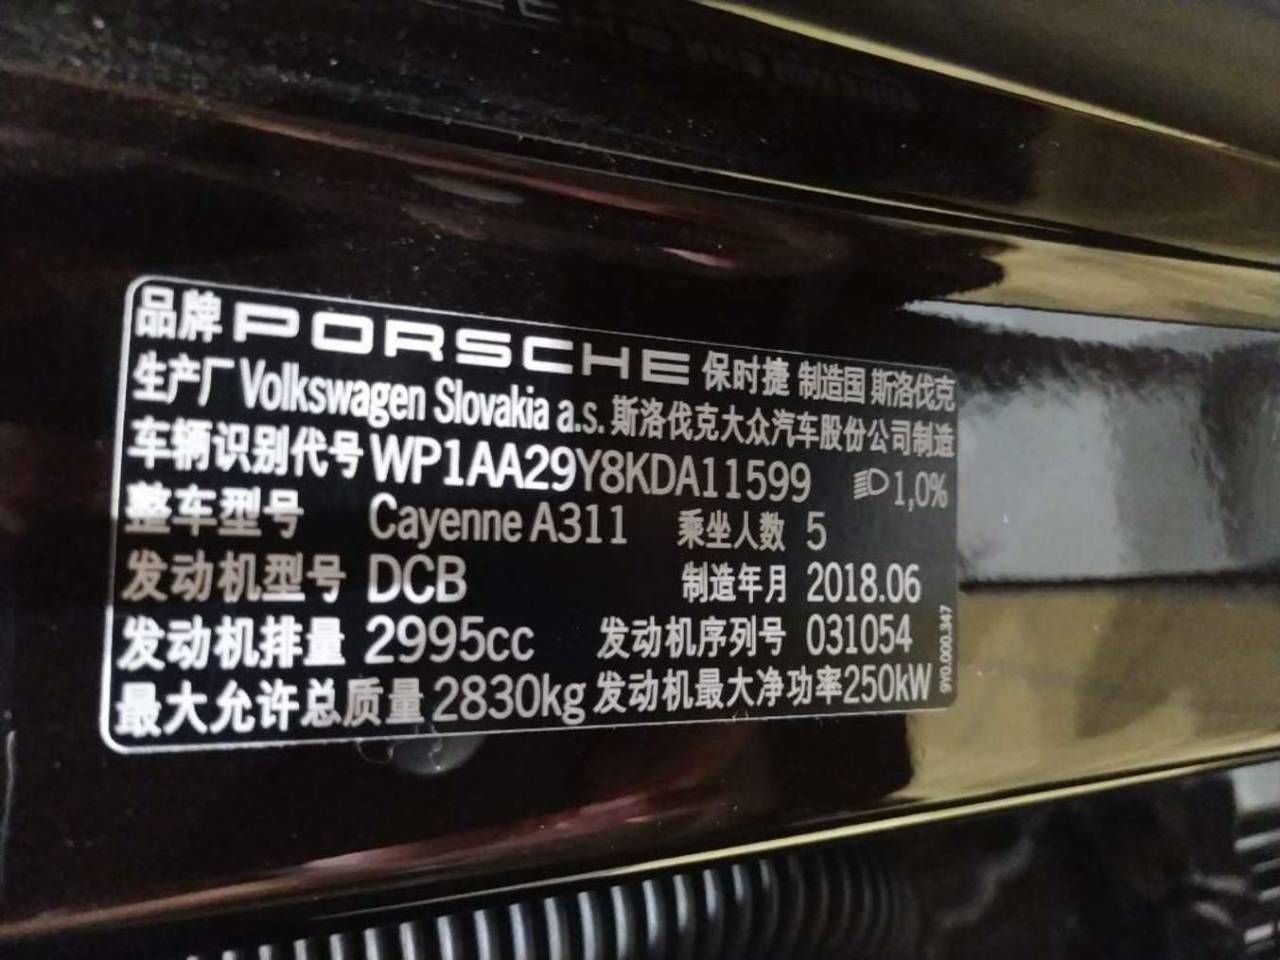 品牌 PORSCHE 保时捷 制造国 斯洛伐克
生产厂 Volkswagen Slovakia a.s. 斯洛伐克大众汽车股份公司制造
车辆识别代号 WP1AA29Y8KDA11599 1,0%
整车型号 Cayenne A311 乘坐人数 5
发动机型号 DCB 制造年月 2018.06
发动机排量 2995cc 发动机序列号 031054
最大允许总质量 2830kg 发动机最大净功率 250kW
9Y0.000.347